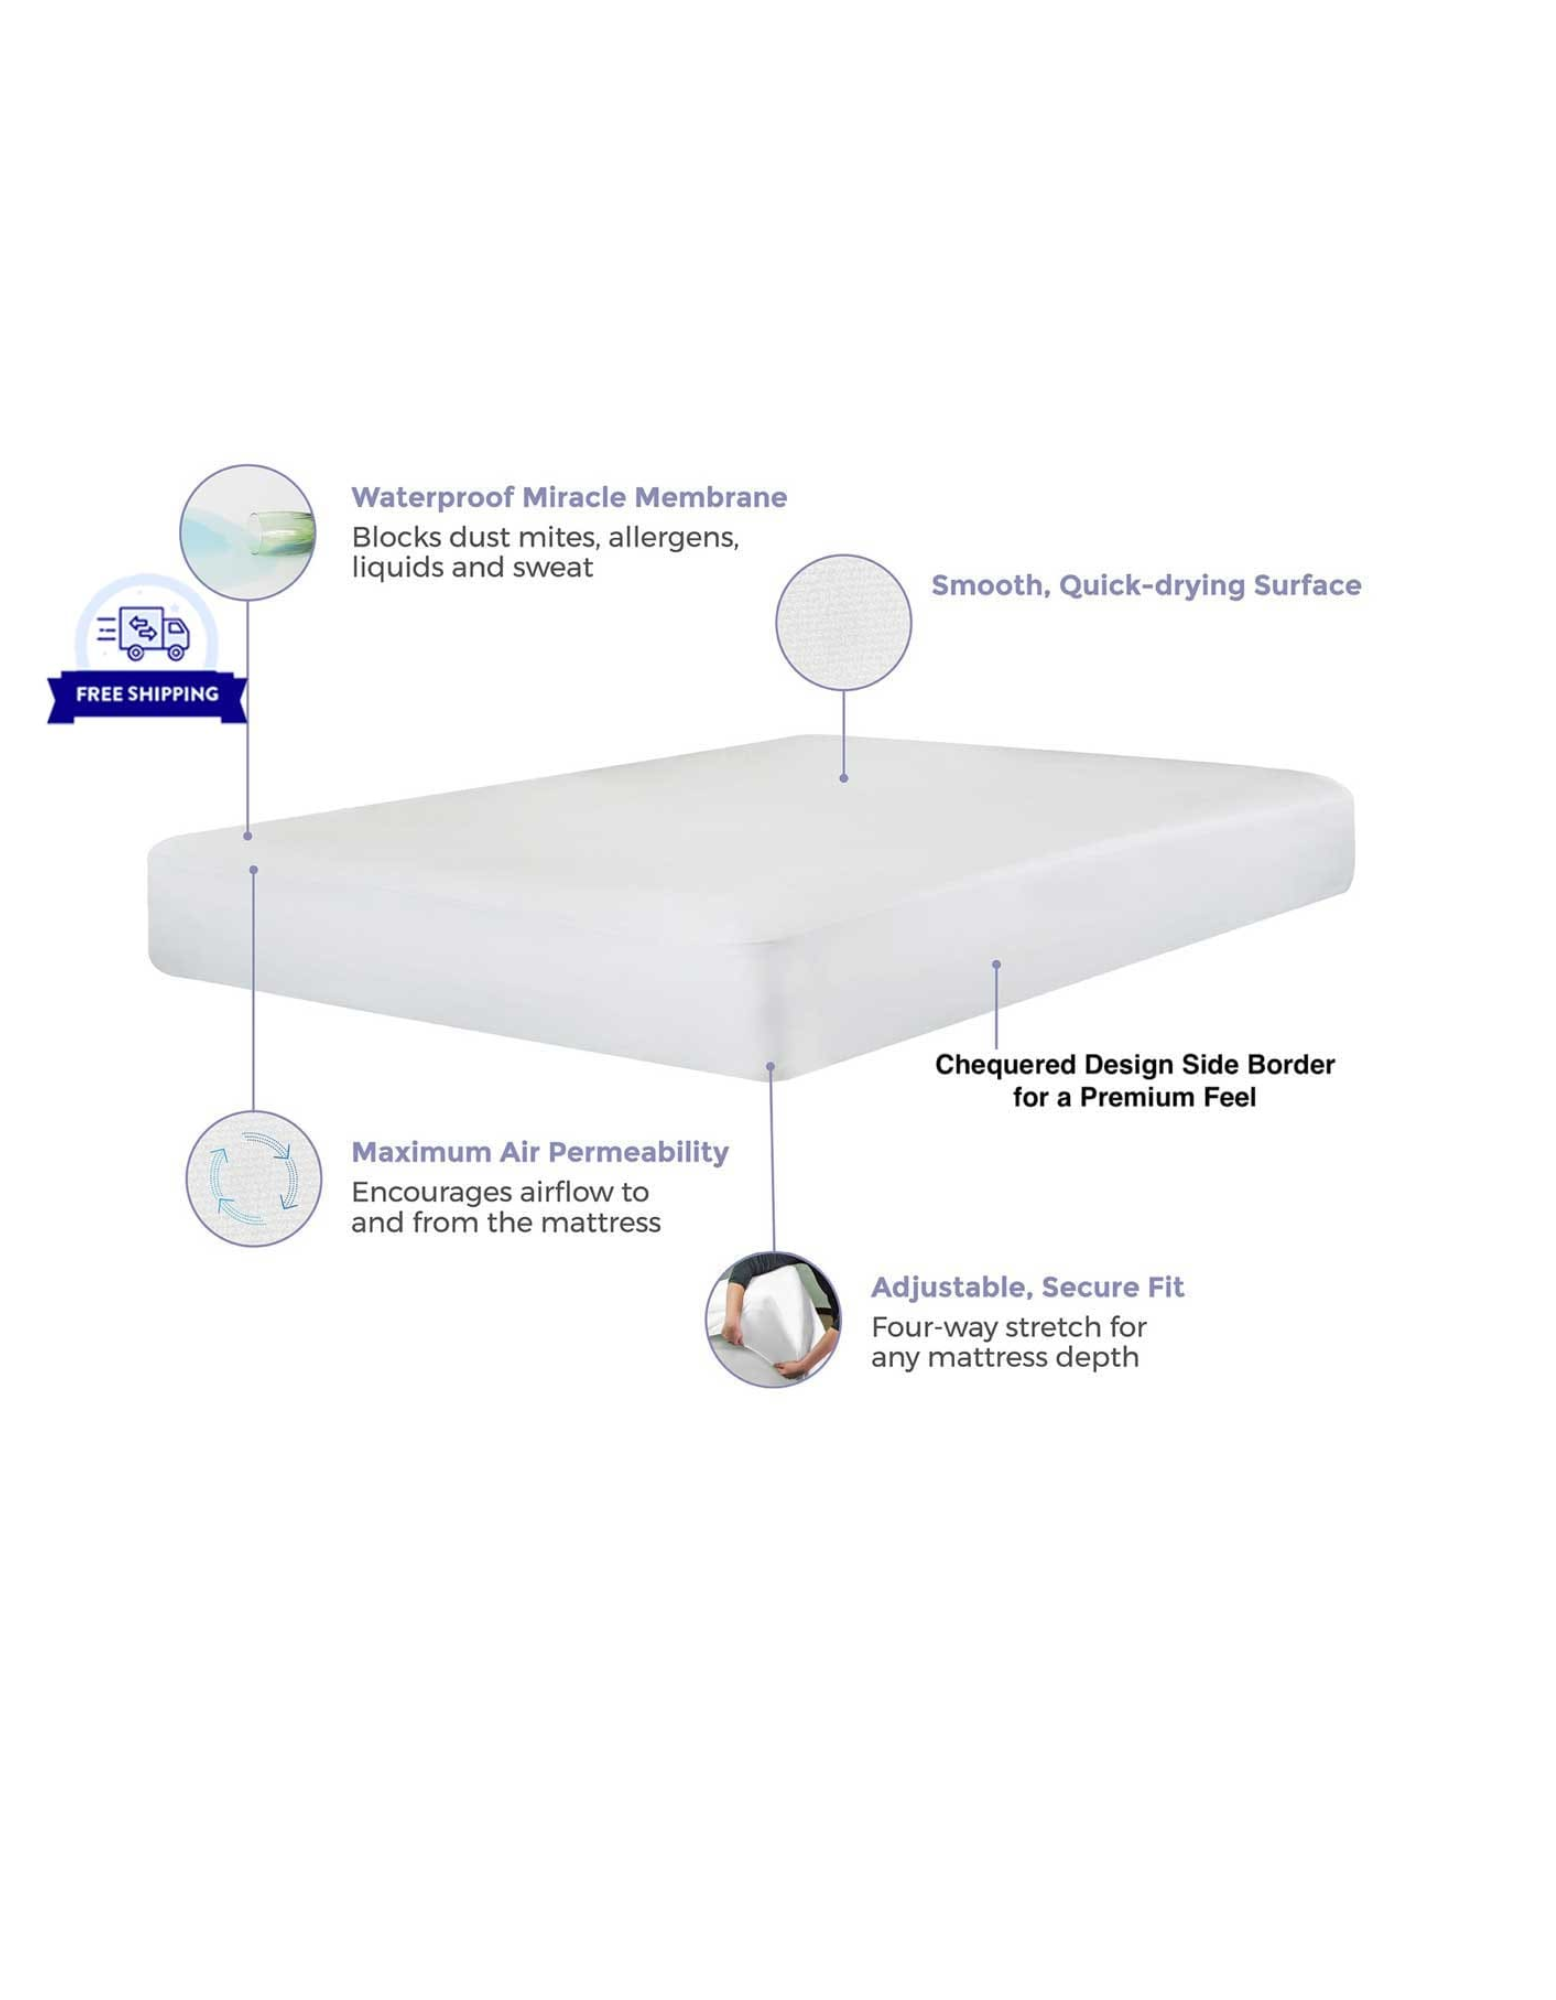 Waterproof Miracle Membrane
Blocks dust mites, allergens,
liquids and sweat
Smooth, Quick-drying Surface
FREE SHIPPING
Chequered Design Side Border
for a Premium Feel
Maximum Air Permeability
Encourages airflow to
and from the mattress
Adjustable, Secure Fit
Four-way stretch for
any mattress depth